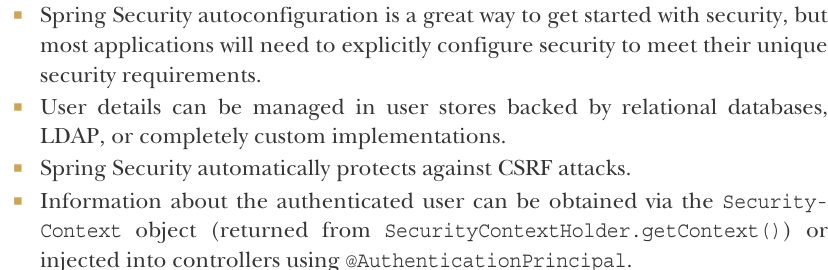 ▪ Spring Security autoconfiguration is a great way to get started with security, but
most applications will need to explicitly configure security to meet their unique
security requirements.
▪ User details can be managed in user stores backed by relational databases,
LDAP, or completely custom implementations.
▪ Spring Security automatically protects against CSRF attacks.
▪ Information about the authenticated user can be obtained via the Security-
Context object (returned from SecurityContextHolder.getContext()) or
injected into controllers using @AuthenticationPrincipal.